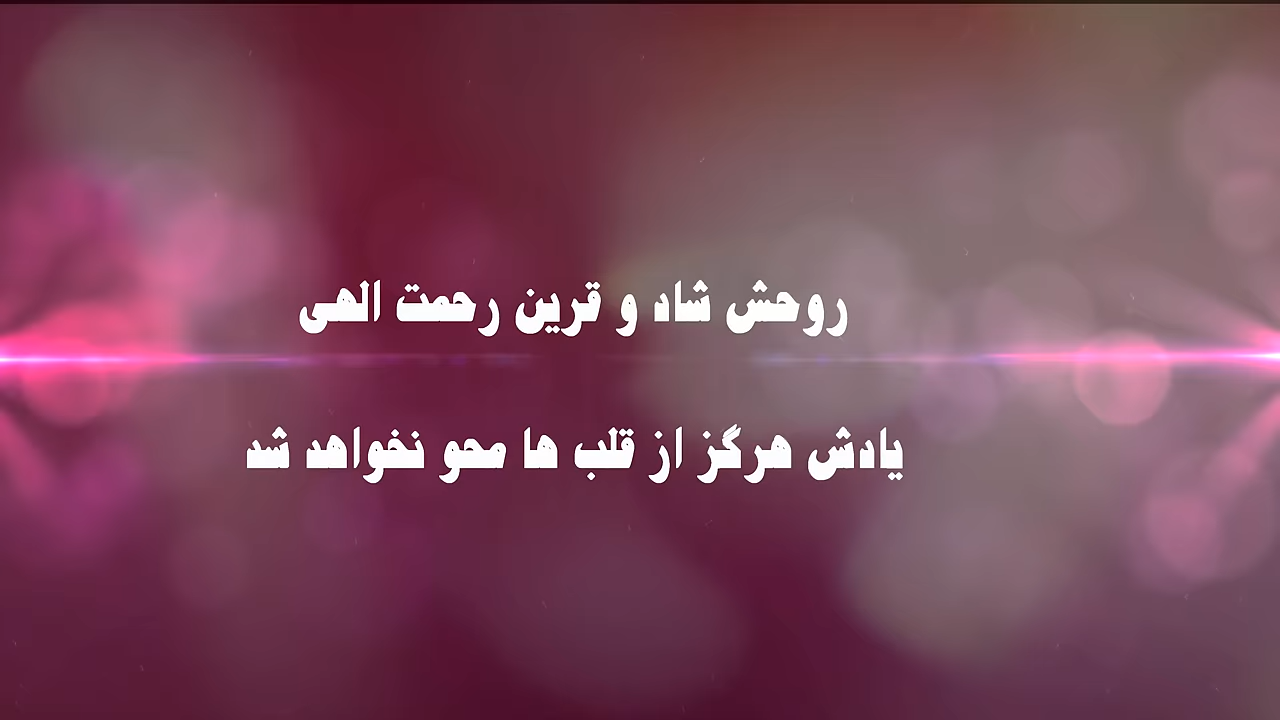 روحش شاد و قرین رحمت الهی
یادش هرگز از قلب ها محو نخواهد شد